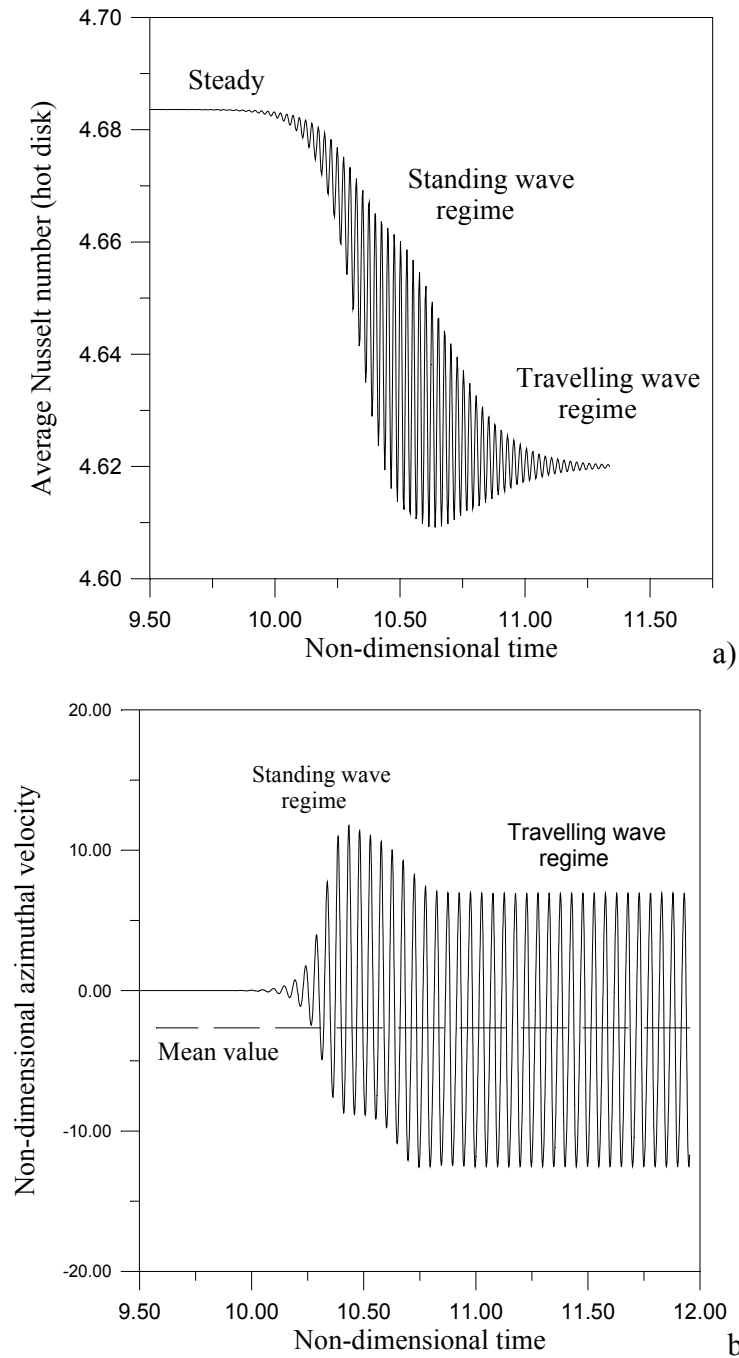 4.70
Steady
4.68
Standing wave
regime
4.66
4.64
Travelling wave
regime
4.62
4.60
9.50 10.00 10.50 11.00 11.50
Average Nusselt number (hot disk)
Non-dimensional time
a)
20.00
Standing wave
regime
Travelling wave
regime
10.00
0.00
Mean value
-10.00
-20.00
9.50 10.00 10.50 11.00 11.50 12.00
Non-dimensional azimuthal velocity
Non-dimensional time
b